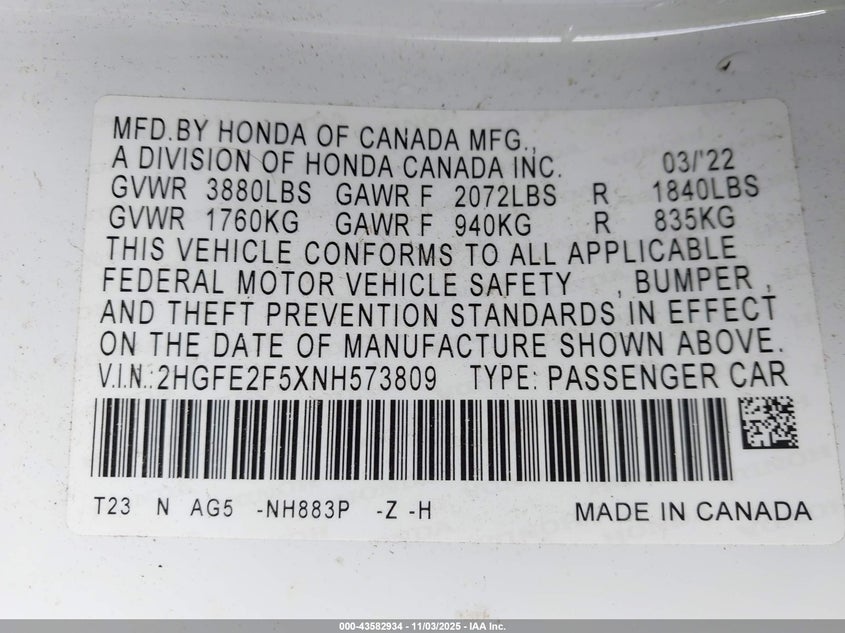 MFD.BY HONDA OF CANADA MFG.,
A DIVISION OF HONDA CANADA INC. 03/'22
GVWR 3880LBS GAWR F 2072LBS R 1840LBS
GVWR 1760KG GAWR F 940KG R 835KG
THIS VEHICLE CONFORMS TO ALL APPLICABLE
FEDERAL MOTOR VEHICLE SAFETY , BUMPER ,
AND THEFT PREVENTION STANDARDS IN EFFECT
ON THE DATE OF MANUFACTURE SHOWN ABOVE.
V.I.N.:2HGFE2F5XNH573809 TYPE: PASSENGER CAR
T23 N AG5 -NH883P -Z -H MADE IN CANADA
000-43582934 - 11/03/2025 - IAA Inc.